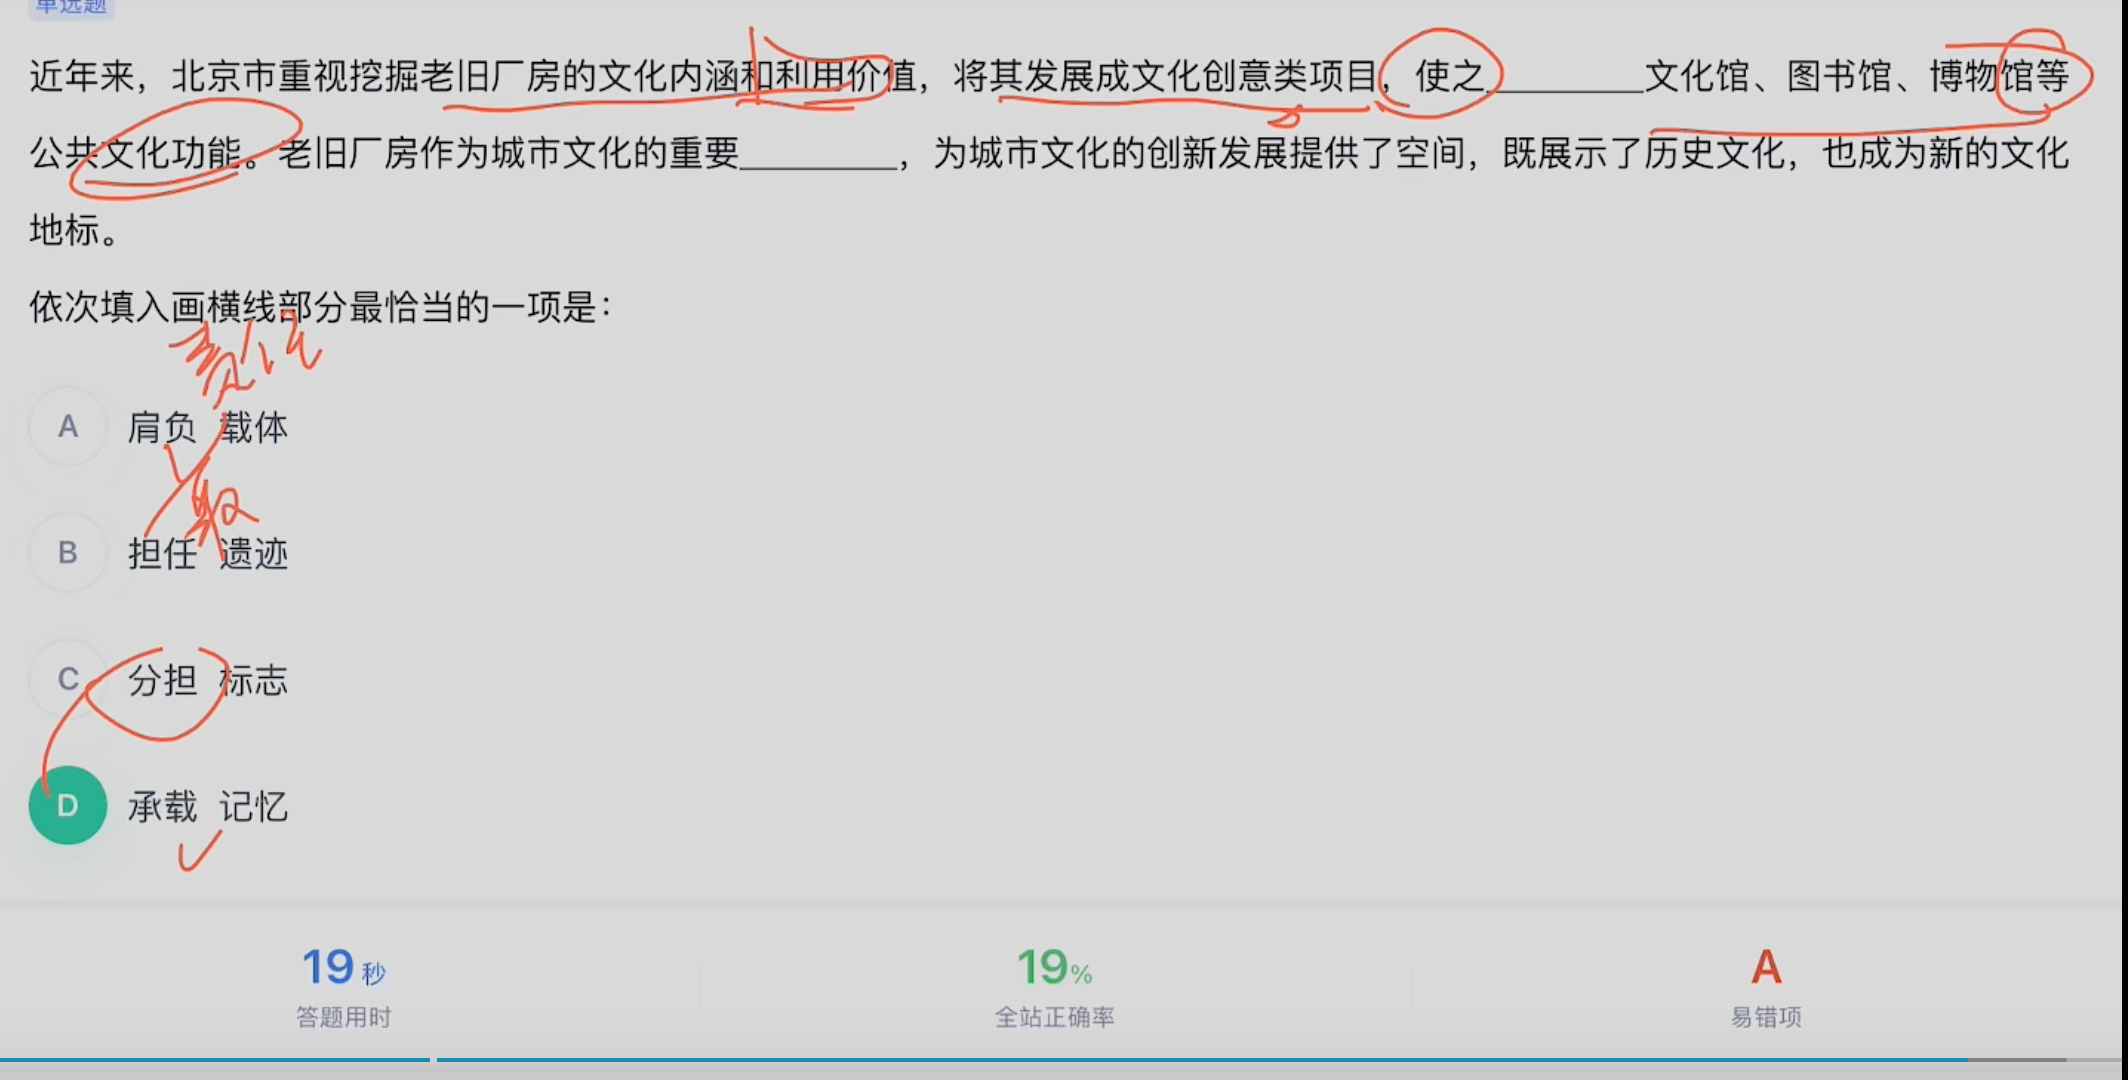 单选题
近年来，北京市重视挖掘老旧厂房的文化内涵和利用价值，将其发展成文化创意类项目，使之________文化馆、图书馆、博物馆等
公共文化功能。老旧厂房作为城市文化的重要________，为城市文化的创新发展提供了空间，既展示了历史文化，也成为新的文化
地标。
依次填入画横线部分最恰当的一项是：
A 肩负 载体
B 担任 遗迹
C 分担 标志
D 承载 记忆
19秒 19% A
答题用时 全站正确率 易错项